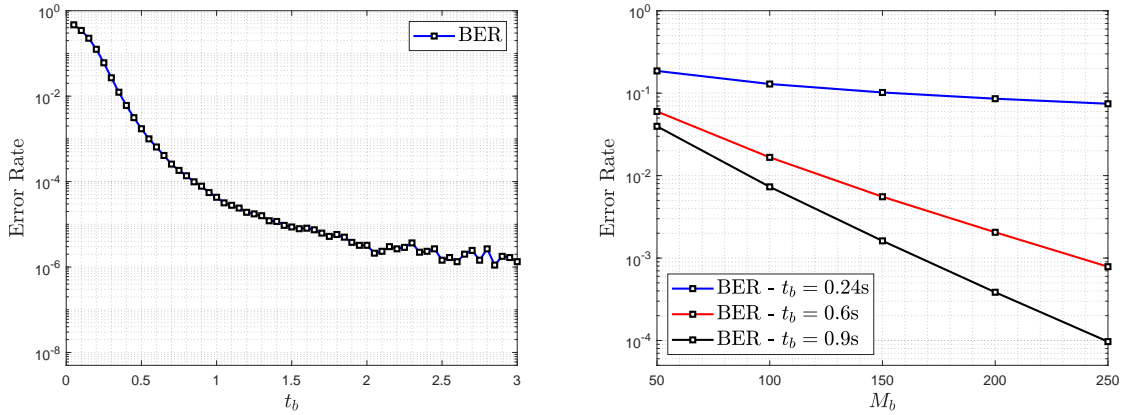 10^0
10^-2
10^-4
10^-6
10^-8
Error Rate
0 0.5 1 1.5 2 2.5 3
t_b
BER
10^0
10^-1
10^-2
10^-3
10^-4
Error Rate
50 100 150 200 250
M_b
BER - t_b = 0.24s
BER - t_b = 0.6s
BER - t_b = 0.9s